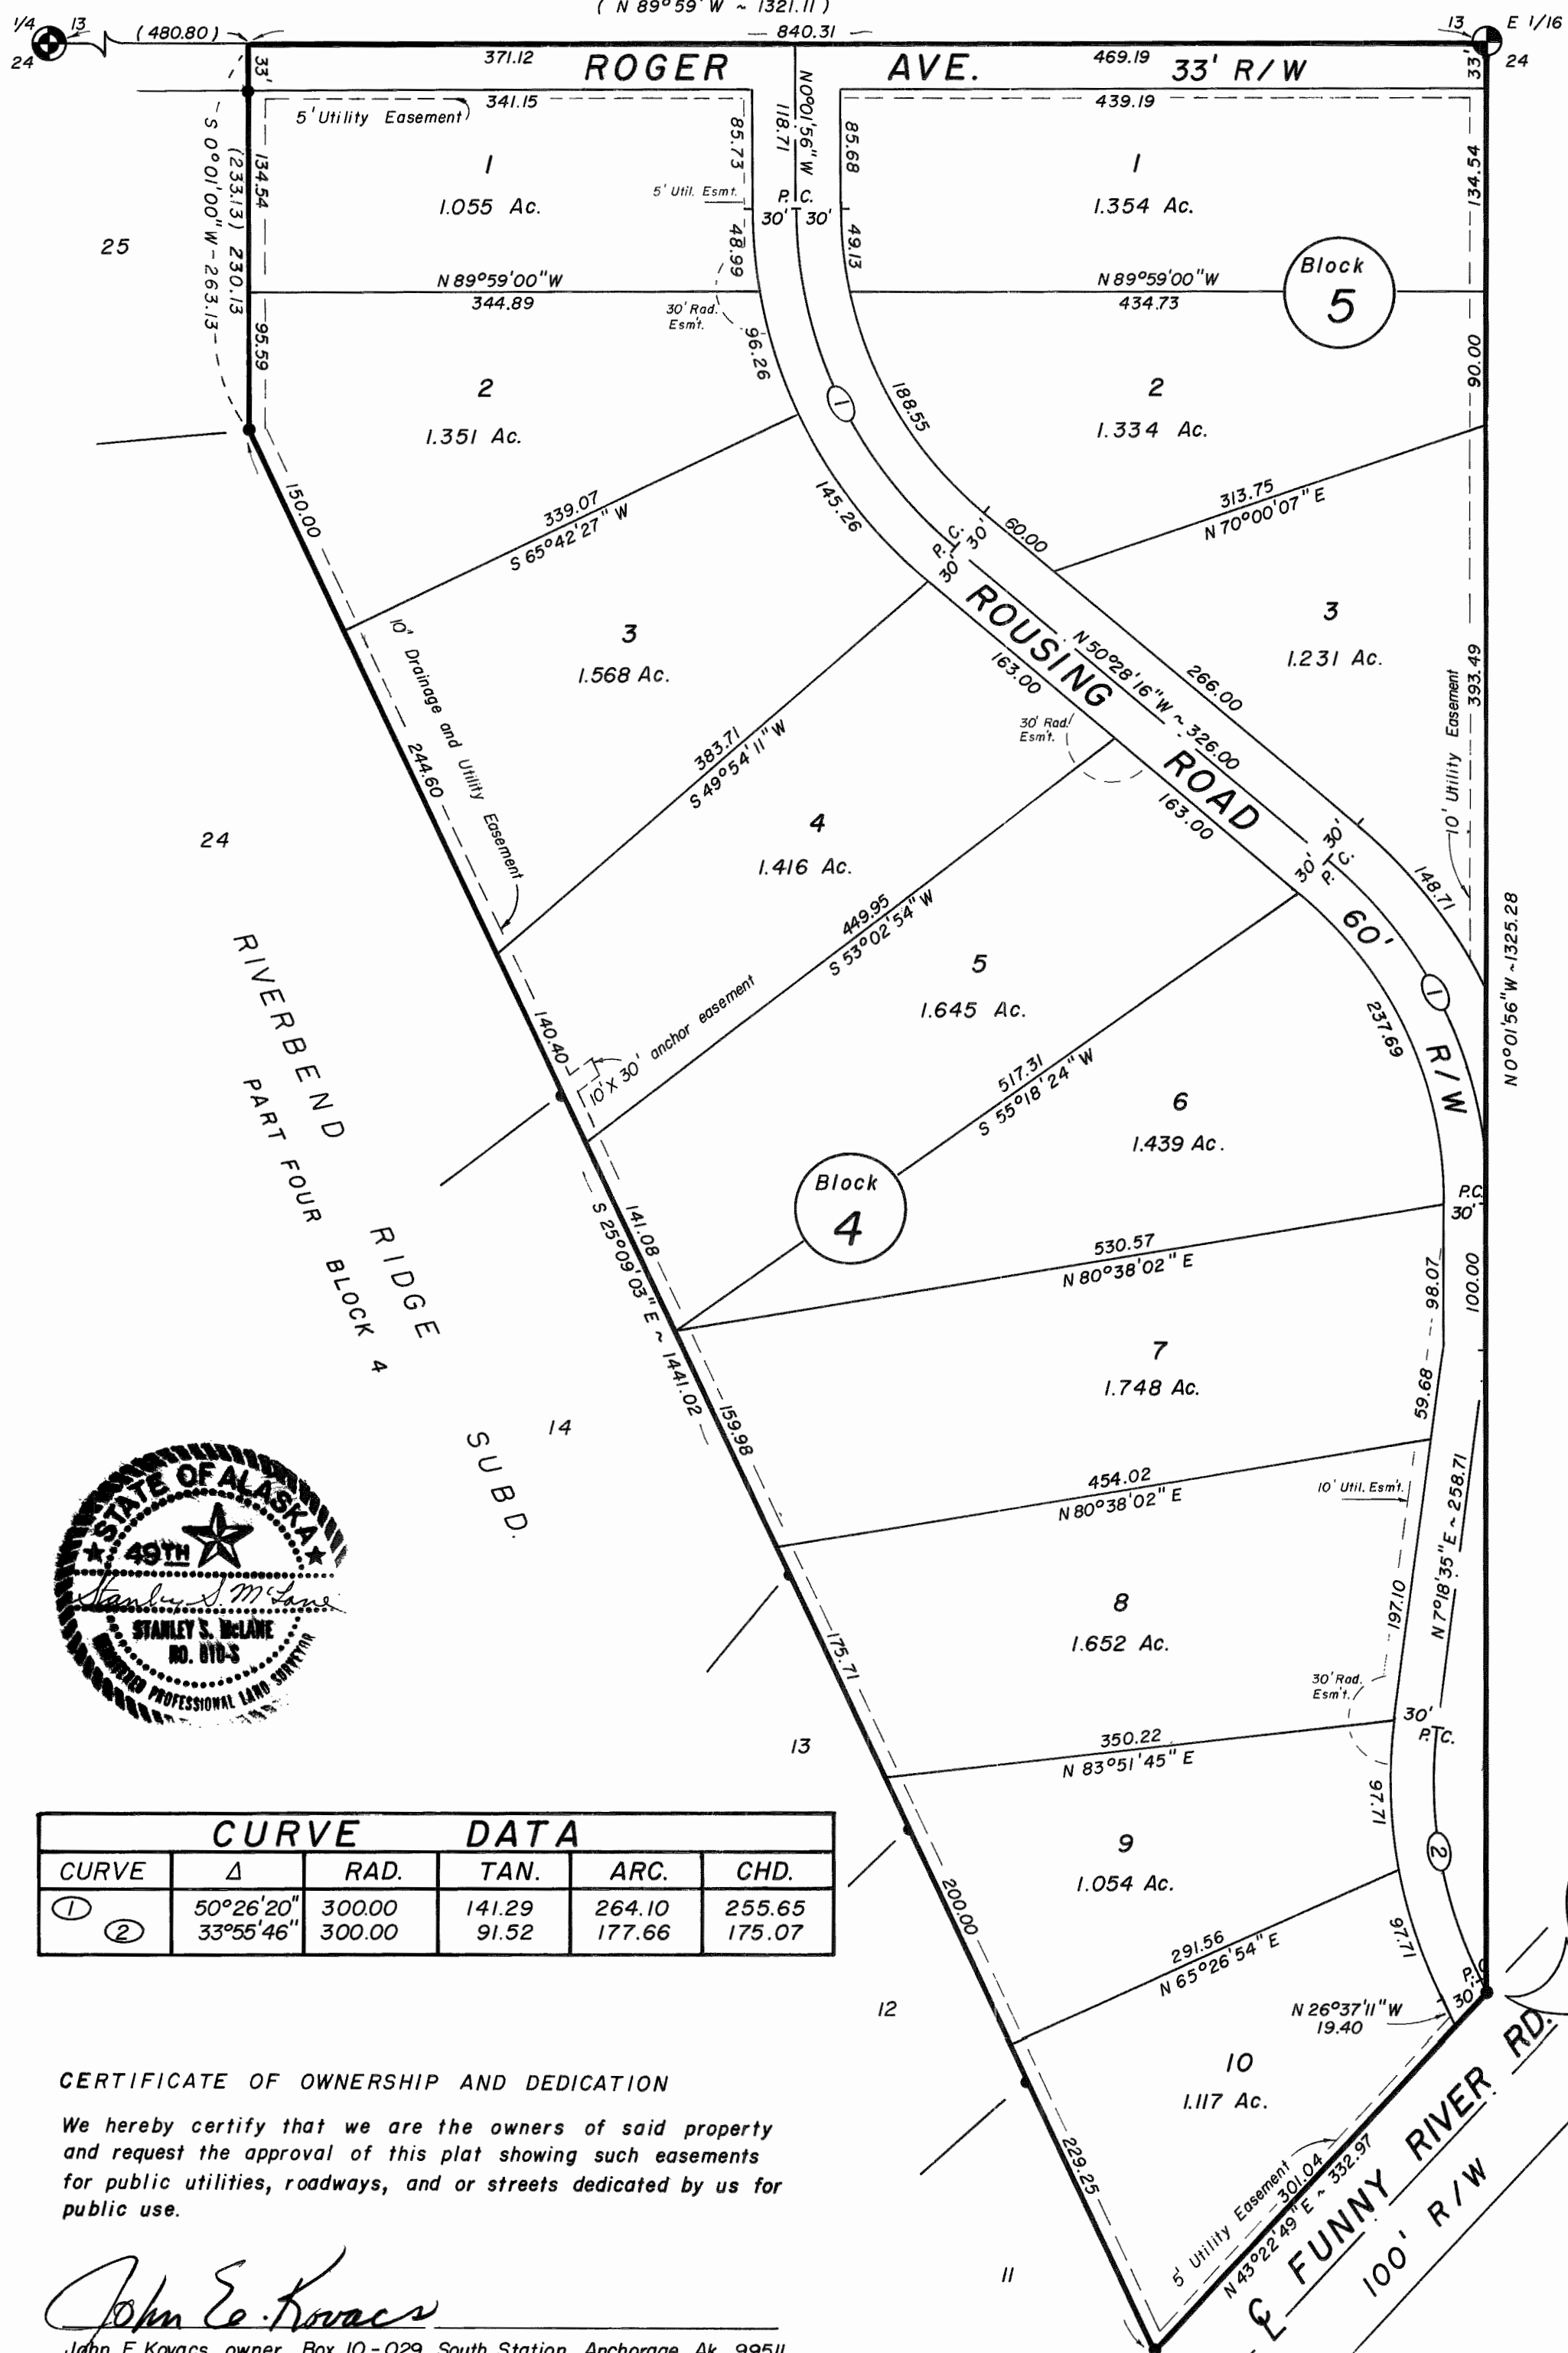 ( N 89°59' W ~ 1321.11 )
1/4 13
24
( 480.80 )
840.31
13 E 1/16
24
33'
371.12
ROGER AVE.
469.19
33' R/W
33'
341.15
439.19
5' Utility Easement
N0°01'56" W
118.71
85.73
85.68
134.54
134.54
1
1.055 Ac.
1
1.354 Ac.
5' Util. Esmt.
P. C.
30' 30'
(233.13) 230.13
S 0°01'00" W - 263.13
25
48.99
49.13
Block
5
N 89°59'00" W
344.89
N 89°59'00" W
434.73
30' Rad.
Esm't.
95.59
96.26
90.00
2
1.351 Ac.
1
188.55
2
1.334 Ac.
150.00
339.07
S 65°42'27" W
145.26
P. C.
30'
30'
60.00
313.75
N 70°00'07" E
3
1.568 Ac.
10' Drainage and Utility Easement
ROUSING ROAD
N 50°28'16" W ~ 326.00
163.00
266.00
3
1.231 Ac.
393.49
10' Utility Easement
30' Rad.
Esm't.
383.71
S 49°54'11" W
244.60
4
1.416 Ac.
163.00
30'
30'
P. C.
148.71
24
449.95
S 53°02'54" W
60' R/W
RIVERBEND RIDGE SUBD.
PART FOUR BLOCK 4
5
1.645 Ac.
1
N0°01'56" W ~ 1325.28
237.69
140.40
10' X 30' anchor easement
517.31
S 55°18'24" W
6
1.439 Ac.
Block
4
P.C.
30'
141.08
S 25°09'03" E ~ 1441.02
530.57
N 80°38'02" E
98.07
100.00
7
1.748 Ac.
59.68
159.98
14
454.02
N 80°38'02" E
10' Util. Esm't.
N 7°18'35" E ~ 258.71
STATE OF ALASKA
49TH
Stanley S. McLane
STANLEY S. McLANE
NO. 810-S
REGISTERED PROFESSIONAL LAND SURVEYOR
8
1.652 Ac.
197.10
175.71
30' Rad.
Esm't.
30'
P. C.
13
350.22
N 83°51'45" E
97.71
CURVE DATA
CURVE Δ RAD. TAN. ARC. CHD.
1 50°26'20" 300.00 141.29 264.10 255.65
2 33°55'46" 300.00 91.52 177.66 175.07
9
1.054 Ac.
2
200.00
97.71
291.56
N 65°26'54" E
P.C.
30'
12
N 26°37'11" W
19.40
10
1.117 Ac.
CERTIFICATE OF OWNERSHIP AND DEDICATION
We hereby certify that we are the owners of said property
and request the approval of this plat showing such easements
for public utilities, roadways, and or streets dedicated by us for
public use.
229.25
5' Utility Easement
301.04
N 43°22'49" E ~ 332.97
℄ FUNNY RIVER RD.
100' R/W
11
John E. Kovacs
John E Kovacs, owner, Box 10-029, South Station, Anchorage, Ak. 99511